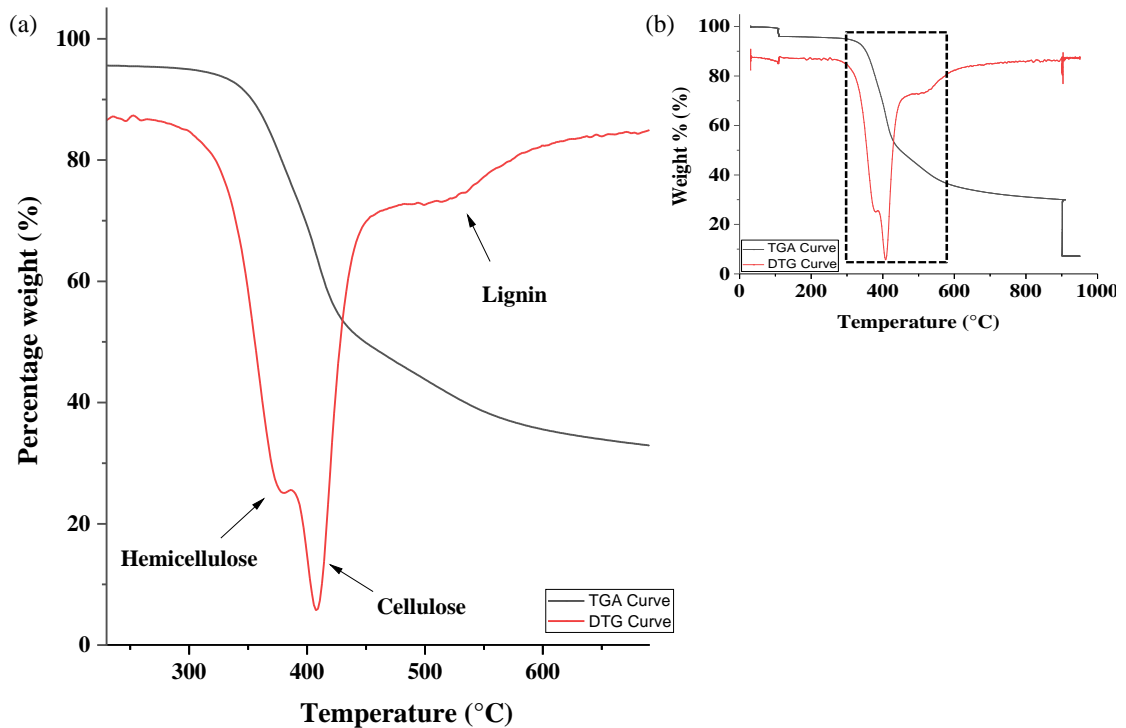 (a)
Percentage weight (%)
100
80
60
40
20
0
300
400
500
600
Temperature (°C)
Hemicellulose
Cellulose
Lignin
TGA Curve
DTG Curve
(b)
Weight % (%)
100
80
60
40
20
0
0
200
400
600
800
1000
Temperature (°C)
TGA Curve
DTG Curve